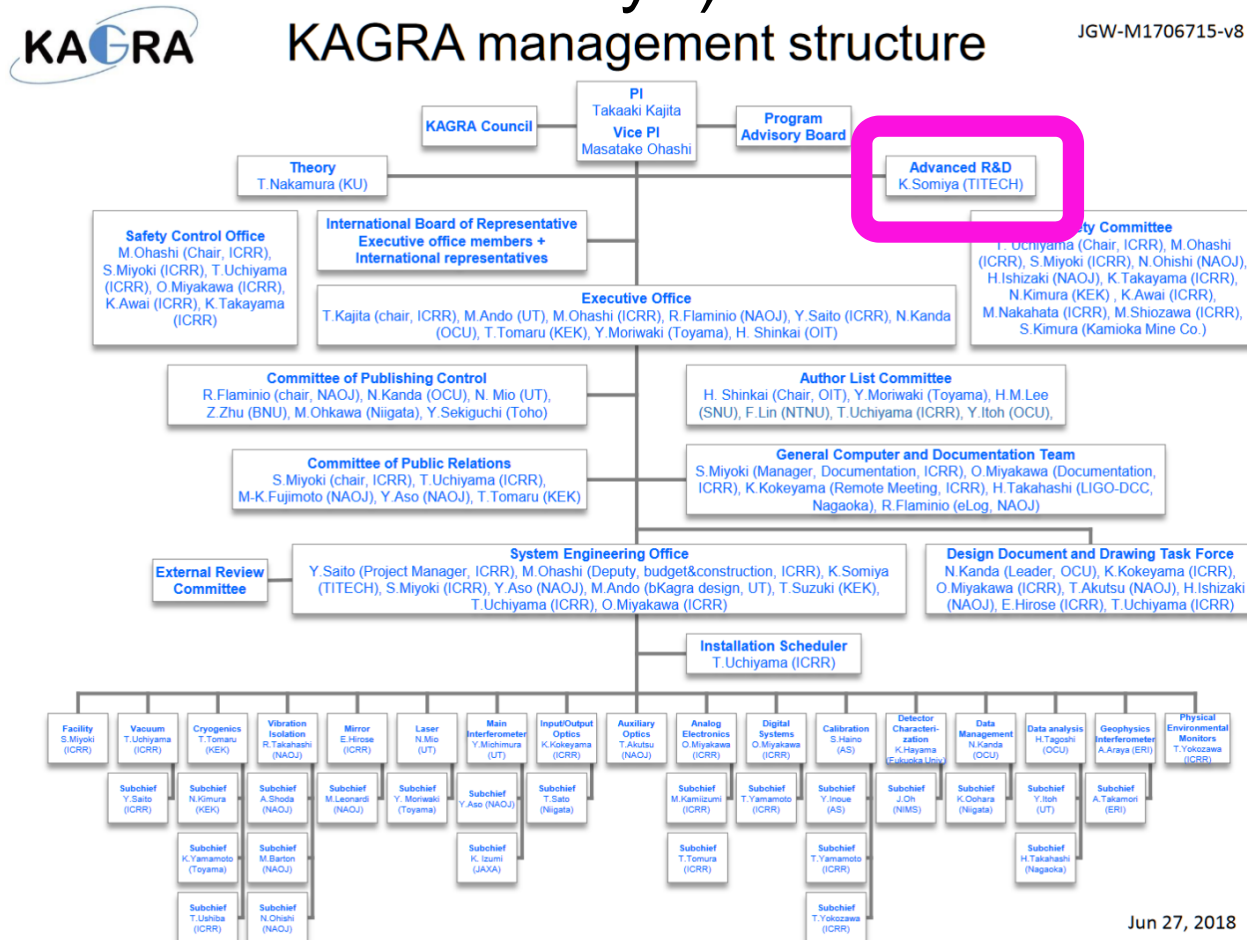 KAGRA
KAGRA management structure
JGW-M1706715-v8
PI
Takaaki Kajita
Vice PI
Masatake Ohashi
KAGRA Council
Program
Advisory Board
Theory
T.Nakamura (KU)
Advanced R&D
K.Somiya (TITECH)
Safety Control Office
M.Ohashi (Chair, ICRR),
S.Miyoki (ICRR), T.Uchiyama
(ICRR), O.Miyakawa (ICRR),
K.Awai (ICRR), K.Takayama
(ICRR)
International Board of Representative
Executive office members +
International representatives
Committee
T. Uchiyama (Chair, ICRR), M.Ohashi
(ICRR), S.Miyoki (ICRR), N.Ohishi (NAOJ),
H.Ishizaki (NAOJ), K.Takayama (ICRR),
N.Kimura (KEK) , K.Awai (ICRR),
M.Nakahata (ICRR), M.Shiozawa (ICRR),
S.Kimura (Kamioka Mine Co.)
Executive Office
T.Kajita (chair, ICRR), M.Ando (UT), M.Ohashi (ICRR), R.Flaminio (NAOJ), Y.Saito (ICRR), N.Kanda
(OCU), T.Tomaru (KEK), Y.Moriwaki (Toyama), H. Shinkai (OIT)
Committee of Publishing Control
R.Flaminio (chair, NAOJ), N.Kanda (OCU), N. Mio (UT),
Z.Zhu (BNU), M.Ohkawa (Niigata), Y.Sekiguchi (Toho)
Author List Committee
H. Shinkai (Chair, OIT), Y.Moriwaki (Toyama), H.M.Lee
(SNU), F.Lin (NTNU), T.Uchiyama (ICRR), Y.Itoh (OCU),
Committee of Public Relations
S.Miyoki (chair, ICRR), T.Uchiyama (ICRR),
M-K.Fujimoto (NAOJ), Y.Aso (NAOJ), T.Tomaru (KEK)
General Computer and Documentation Team
S.Miyoki (Manager, Documentation, ICRR), O.Miyakawa (Documentation,
ICRR), K.Kokeyama (Remote Meeting, ICRR), H.Takahashi (LIGO-DCC,
Nagaoka), R.Flaminio (eLog, NAOJ)
External Review
Committee
System Engineering Office
Y.Saito (Project Manager, ICRR), M.Ohashi (Deputy, budget&construction, ICRR), K.Somiya
(TITECH), S.Miyoki (ICRR), Y.Aso (NAOJ), M.Ando (bKagra design, UT), T.Suzuki (KEK),
T.Uchiyama (ICRR), O.Miyakawa (ICRR)
Design Document and Drawing Task Force
N.Kanda (Leader, OCU), K.Kokeyama (ICRR),
O.Miyakawa (ICRR), T.Akutsu (NAOJ), H.Ishizaki
(NAOJ), E.Hirose (ICRR), T.Uchiyama (ICRR)
Installation Scheduler
T.Uchiyama (ICRR)
Facility
S.Miyoki
(ICRR)
Vacuum
T.Uchiyama
(ICRR)
Subchief
Y.Saito
(ICRR)
Cryogenics
T.Tomaru
(KEK)
Subchief
N.Kimura
(KEK)
Subchief
K.Yamamoto
(Toyama)
Subchief
T.Ushiba
(ICRR)
Vibration
Isolation
R.Takahashi
(NAOJ)
Subchief
A.Shoda
(NAOJ)
Subchief
M.Barton
(NAOJ)
Subchief
N.Ohishi
(NAOJ)
Mirror
E.Hirose
(ICRR)
Subchief
M.Leonardi
(NAOJ)
Laser
N.Mio
(UT)
Subchief
Y. Moriwaki
(Toyama)
Main
Interferometer
Y.Michimura
(UT)
Subchief
Y.Aso (NAOJ)
Subchief
K. Izumi
(JAXA)
Input/Output
Optics
K.Kokeyama
(ICRR)
Subchief
T.Sato
(Niigata)
Auxiliary
Optics
T.Akutsu
(NAOJ)
Analog
Electronics
O.Miyakawa
(ICRR)
Subchief
M.Kamiizumi
(ICRR)
Subchief
T.Tomura
(ICRR)
Digital
Systems
O.Miyakawa
(ICRR)
Subchief
T.Yamamoto
(ICRR)
Calibration
S.Haino
(AS)
Subchief
Y.Inoue
(AS)
Subchief
T.Yamamoto
(ICRR)
Subchief
T.Yokozawa
(ICRR)
Detector
Characteri-
zation
K.Hayama
(Fukuoka Univ)
Subchief
J.Oh
(NIMS)
Data
Management
N.Kanda
(OCU)
Subchief
K.Oohara
(Niigata)
Data analysis
H.Tagoshi
(OCU)
Subchief
Y.Itoh
(UT)
Subchief
H.Takahashi
(Nagaoka)
Geophysics
Interferometer
A.Araya (ERI)
Subchief
A.Takamori
(ERI)
Physical
Environmental
Monitors
T.Yokozawa
(ICRR)
Jun 27, 2018